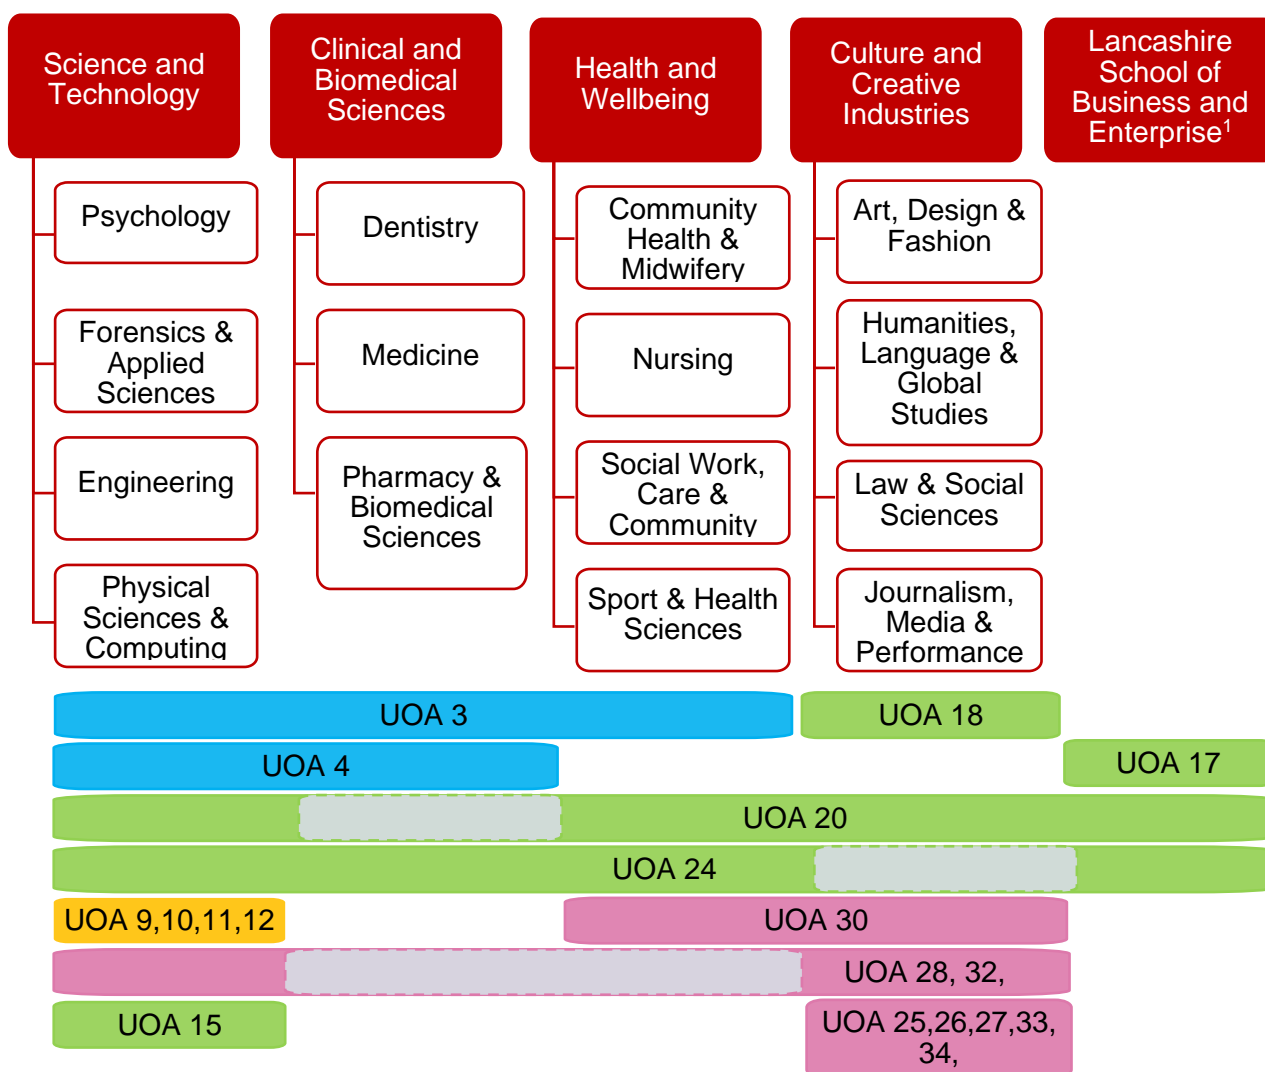 Science and
Technology
Clinical and
Biomedical
Sciences
Health and
Wellbeing
Culture and
Creative
Industries
Lancashire
School of
Business and
Enterprise¹
Psychology
Forensics &
Applied
Sciences
Engineering
Physical
Sciences &
Computing
Dentistry
Medicine
Pharmacy &
Biomedical
Sciences
Community
Health &
Midwifery
Nursing
Social Work,
Care &
Community
Sport & Health
Sciences
Art, Design &
Fashion
Humanities,
Language &
Global
Studies
Law & Social
Sciences
Journalism,
Media &
Performance
UOA 3
UOA 18
UOA 4
UOA 17
UOA 20
UOA 24
UOA 9,10,11,12
UOA 30
UOA 28, 32,
UOA 15
UOA 25,26,27,33,
34,